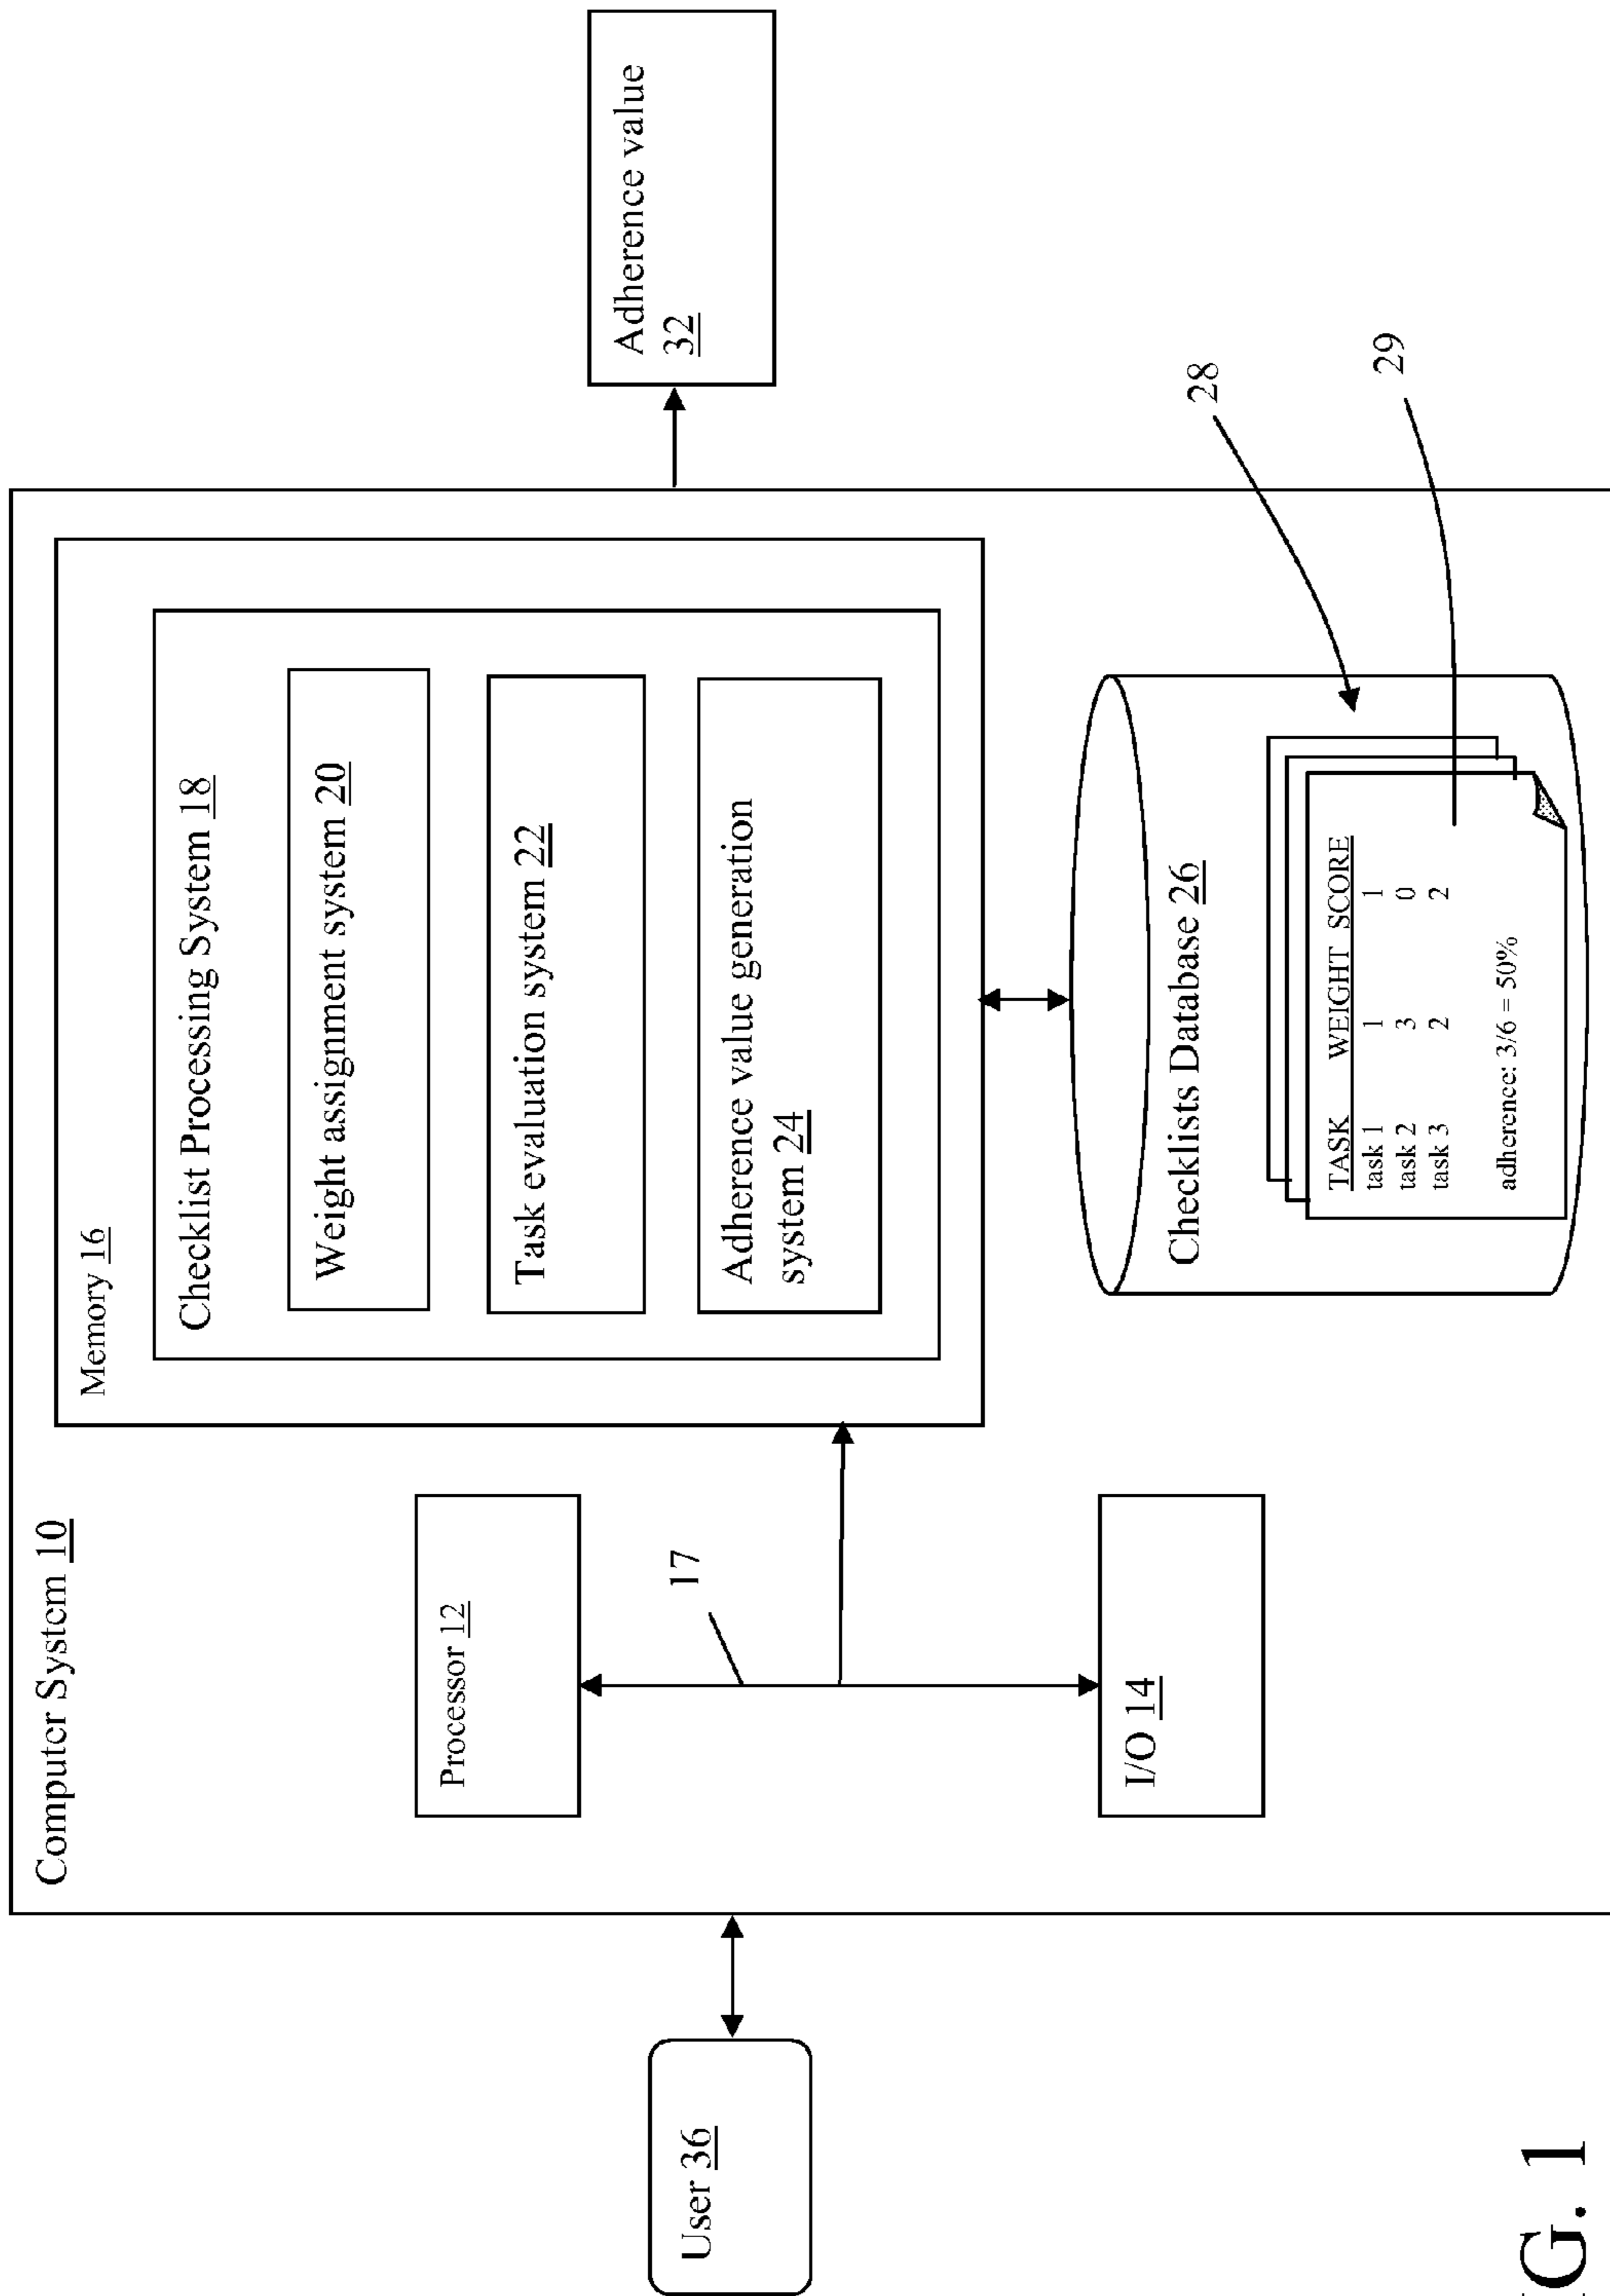 Computer System 10
Memory 16
Checklist Processing System 18
Weight assignment system 20
Task evaluation system 22
Adherence value generation
system 24
Processor 12
17
I/O 14
User 36
Adherence value
32
Checklists Database 26
TASK WEIGHT SCORE
task 1 1 1
task 2 3 0
task 3 2 2
adherence: 3/6 = 50%
28
29
G. 1